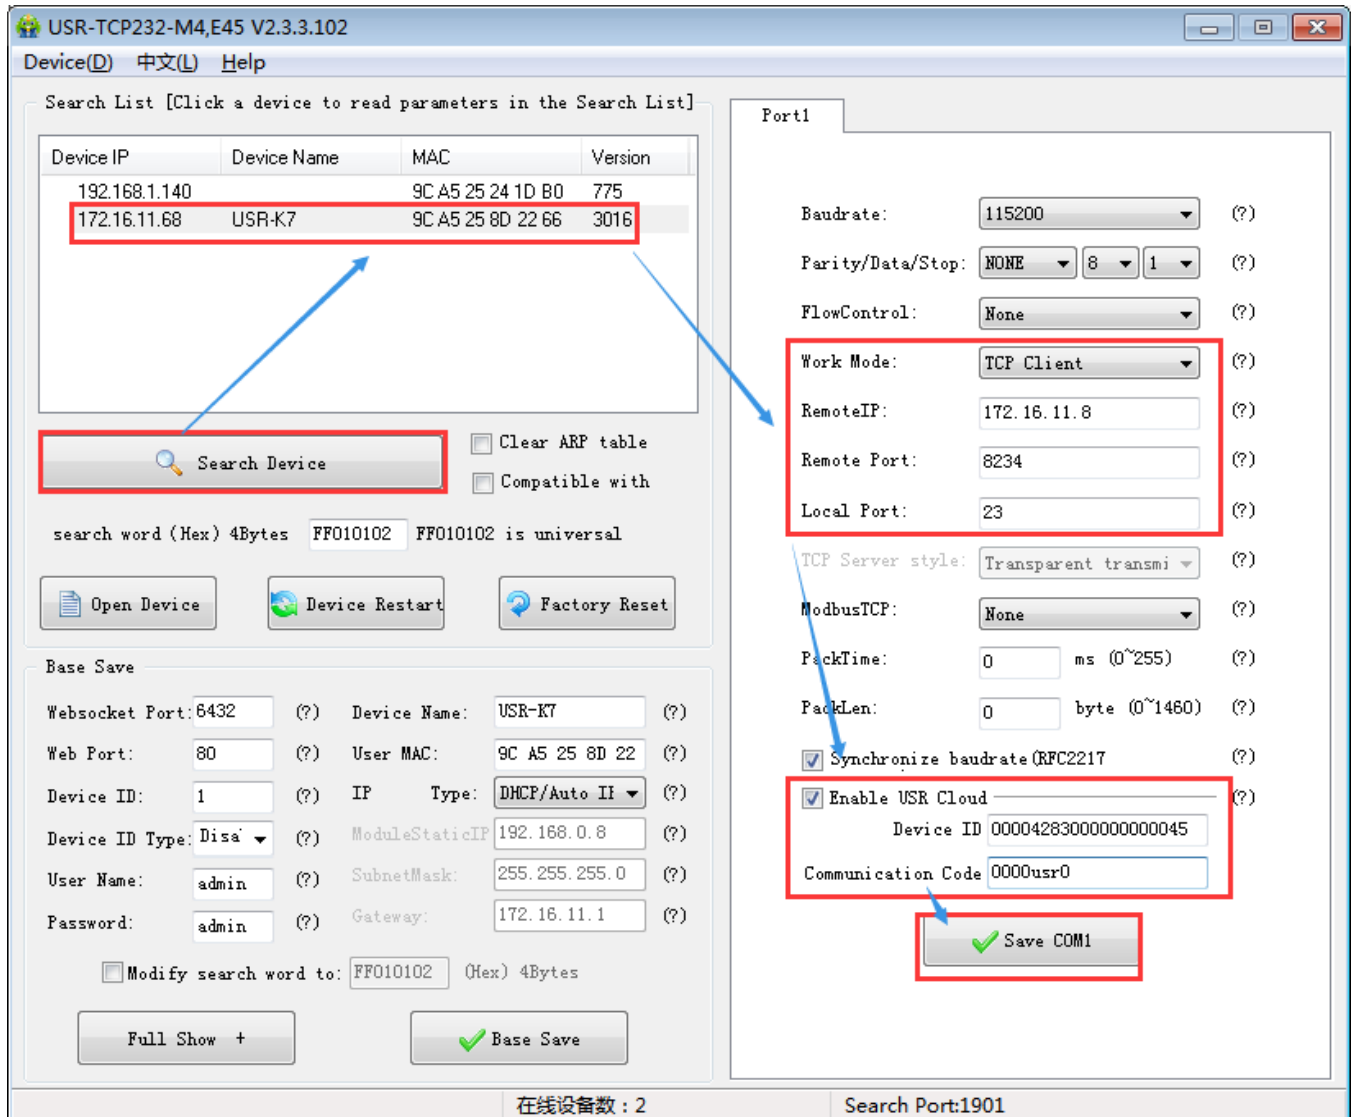 USR-TCP232-M4,E45 V2.3.3.102
Device(D) 中文(L) Help
Search List [Click a device to read parameters in the Search List]
Device IP Device Name MAC Version
192.168.1.140 9C A5 25 24 1D B0 775
172.16.11.68 USR-K7 9C A5 25 8D 22 66 3016
Search Device
Clear ARP table
Compatible with
search word (Hex) 4Bytes FF010102 FF010102 is universal
Open Device Device Restart Factory Reset
Base Save
Websocket Port: 6432 (?) Device Name: USR-K7 (?)
Web Port: 80 (?) User MAC: 9C A5 25 8D 22 (?)
Device ID: 1 (?) IP Type: DHCP/Auto II (?)
Device ID Type: Disa (?) ModuleStaticIP 192.168.0.8 (?)
User Name: admin (?) SubnetMask: 255.255.255.0 (?)
Password: admin (?) Gateway: 172.16.11.1 (?)
Modify search word to: FF010102 (Hex) 4Bytes
Full Show + Base Save
Port1
Baudrate: 115200 (?)
Parity/Data/Stop: NONE 8 1 (?)
FlowControl: None (?)
Work Mode: TCP Client (?)
RemoteIP: 172.16.11.8 (?)
Remote Port: 8234 (?)
Local Port: 23 (?)
TCP Server style: Transparent transmi (?)
ModbusTCP: None (?)
PackTime: 0 ms (0~255) (?)
PackLen: 0 byte (0~1460) (?)
Synchronize baudrate(RFC2217 (?)
Enable USR Cloud (?)
Device ID 00004283000000000045
Communication Code 0000usr0
Save COM1
在线设备数：2 Search Port:1901